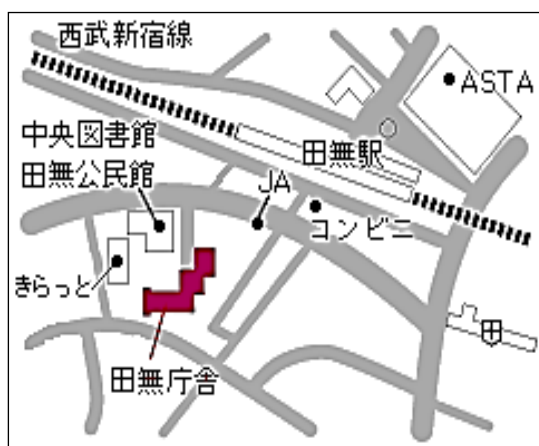 西武新宿線
ASTA
中央図書館
田無公民館
田無駅
JA
コンビニ
きらっと
田無庁舎